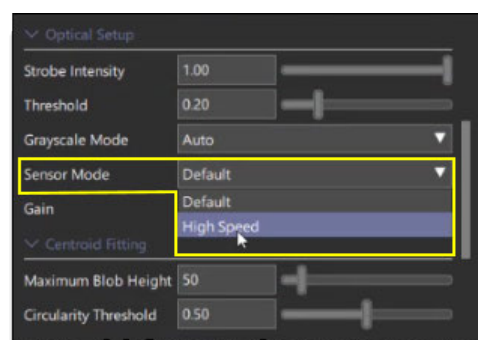 Optical Setup
Strobe Intensity 1.00
Threshold 0.20
Grayscale Mode Auto
Sensor Mode Default
Default
Gain
High Speed
Centroid Fitting
Maximum Blob Height 50
Circularity Threshold 0.50